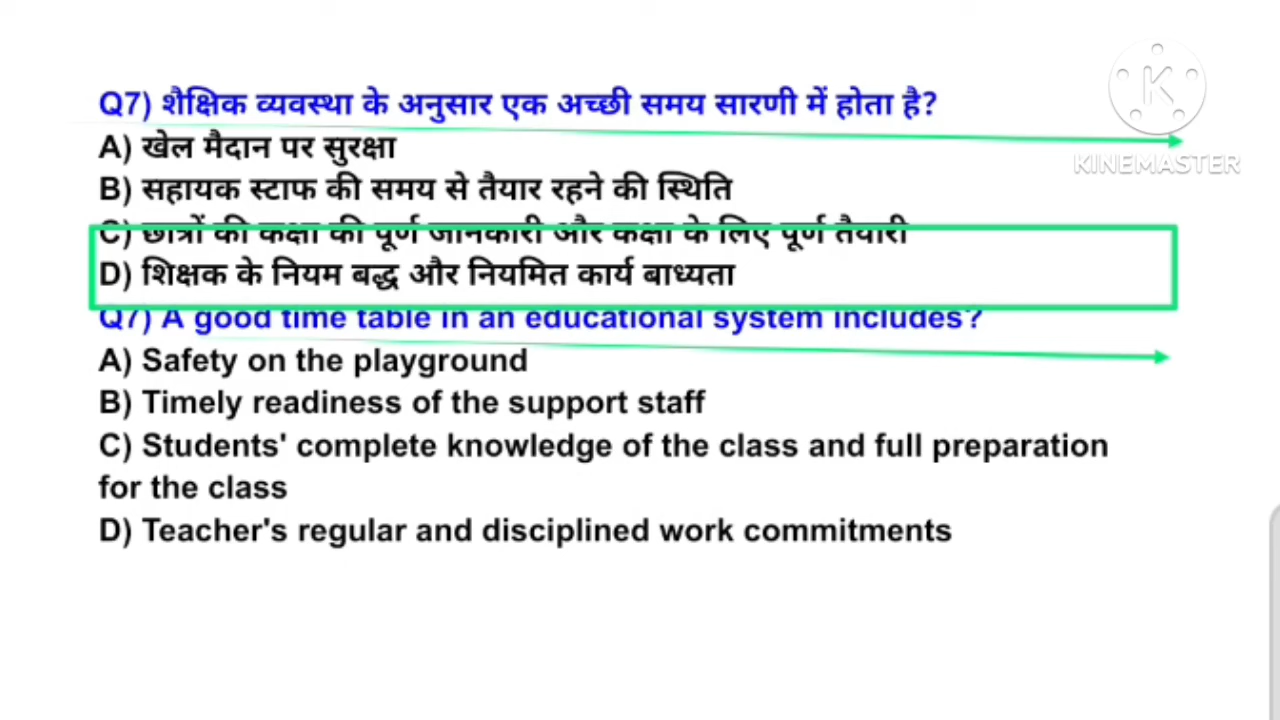 Q7) शैक्षिक व्यवस्था के अनुसार एक अच्छी समय सारणी में होता है?
A) खेल मैदान पर सुरक्षा
B) सहायक स्टाफ की समय से तैयार रहने की स्थिति
C) छात्रों की कक्षा की पूर्ण जानकारी और कक्षा के लिए पूर्ण तैयारी
D) शिक्षक के नियम बद्ध और नियमित कार्य बाध्यता
Q7) A good time table in an educational system includes?
A) Safety on the playground
B) Timely readiness of the support staff
C) Students' complete knowledge of the class and full preparation
for the class
D) Teacher's regular and disciplined work commitments
K
KINEMASTER